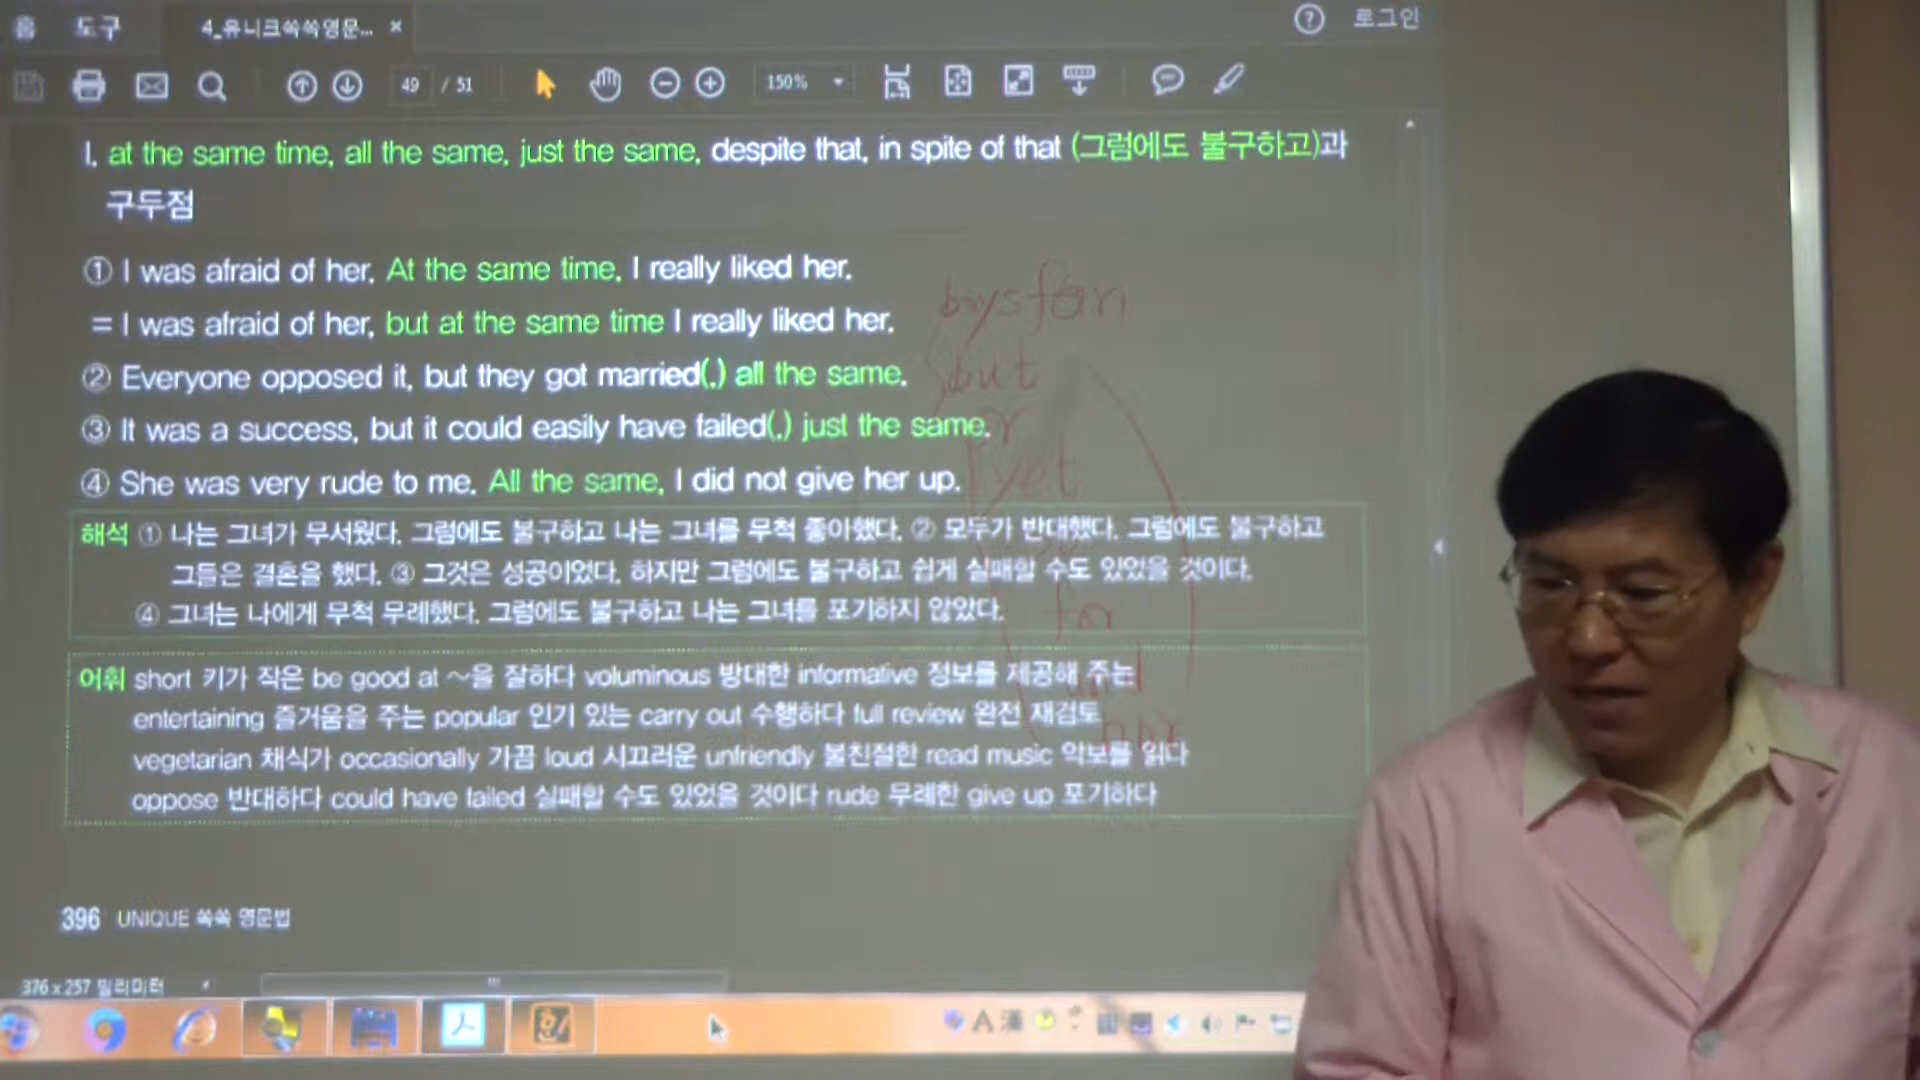 홈 도구 4_유니크쏙쏙영문... × ? 로그인
49 / 51 150%
I. at the same time, all the same, just the same, despite that, in spite of that (그럼에도 불구하고)과
구두점
① I was afraid of her. At the same time, I really liked her.
= I was afraid of her, but at the same time I really liked her.
② Everyone opposed it, but they got married(,) all the same.
③ It was a success, but it could easily have failed(,) just the same.
④ She was very rude to me. All the same, I did not give her up.
boysfan
but
or
yet
for
and
nor
해석 ① 나는 그녀가 무서웠다. 그럼에도 불구하고 나는 그녀를 무척 좋아했다. ② 모두가 반대했다. 그럼에도 불구하고
그들은 결혼을 했다. ③ 그것은 성공이었다. 하지만 그럼에도 불구하고 쉽게 실패할 수도 있었을 것이다.
④ 그녀는 나에게 무척 무례했다. 그럼에도 불구하고 나는 그녀를 포기하지 않았다.
어휘 short 키가 작은 be good at ~을 잘하다 voluminous 방대한 informative 정보를 제공해 주는
entertaining 즐거움을 주는 popular 인기 있는 carry out 수행하다 full review 완전 재검토
vegetarian 채식가 occasionally 가끔 loud 시끄러운 unfriendly 불친절한 read music 악보를 읽다
oppose 반대하다 could have failed 실패할 수도 있었을 것이다 rude 무례한 give up 포기하다
396 UNIQUE 쏙쏙 영문법
376 x 257 밀리미터
A 漢